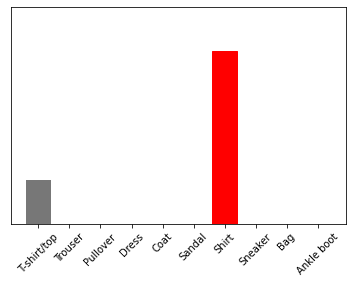 T-shirt/top
Trouser
Pullover
Dress
Coat
Sandal
Shirt
Sneaker
Bag
Ankle boot